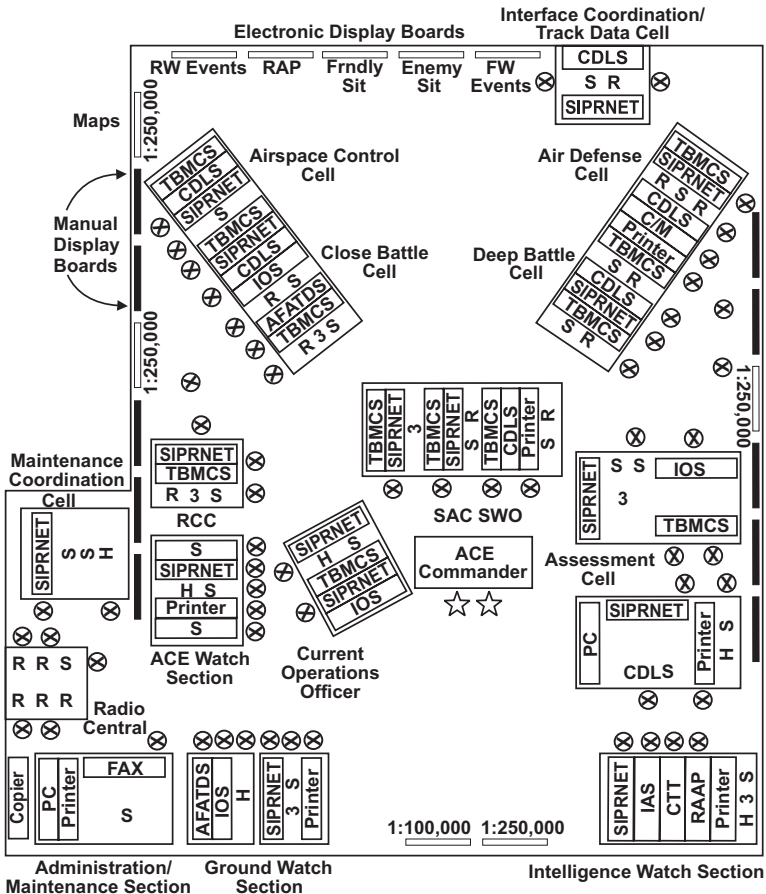 Electronic Display Boards
Interface Coordination/
Track Data Cell
RW Events
RAP
Frndly
Sit
Enemy
Sit
FW
Events
CDLS
S R
SIPRNET
Maps
1:250,000
Manual
Display
Boards
1:250,000
Airspace Control
Cell
TBMCS
CDLS
SIPRNET
S
TBMCS
SIPRNET
CDLS
IOS
R S
AFATDS
TBMCS
R 3 S
Close Battle
Cell
Air Defense
Cell
TBMCS
SIPRNET
R S R
CDLS
C/M
Printer
TBMCS
S R
CDLS
SIPRNET
TBMCS
S R
Deep Battle
Cell
1:250,000
TBMCS
SIPRNET
3
TBMCS
SIPRNET
S R
TBMCS
CDLS
Printer
S R
SAC SWO
SIPRNET
TBMCS
R 3 S
RCC
Maintenance
Coordination
Cell
SIPRNET
S S H
S
SIPRNET
H S
Printer
S
ACE Watch
Section
SIPRNET
H S
TBMCS
SIPRNET
IOS
Current
Operations
Officer
ACE
Commander
SIPRNET
S S
3
IOS
TBMCS
Assessment
Cell
PC
SIPRNET
CDLS
Printer
H S
R R S
R R R
Radio
Central
Copier
PC
Printer
FAX
S
Administration/
Maintenance Section
AFATDS
IOS
H
SIPRNET
3 S
Printer
Ground Watch
Section
1:100,000 1:250,000
SIPRNET
IAS
CTT
RAAP
Printer
H 3 S
Intelligence Watch Section